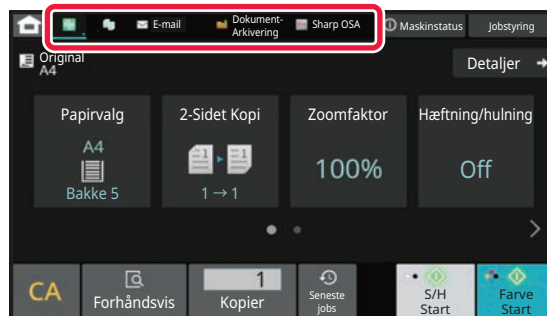 E-mail
Dokument-
Arkivering
Sharp OSA
Maskinstatus
Jobstyring
Original
A4
Detaljer
Papirvalg
A4
Bakke 5
2-Sidet Kopi
1 → 1
Zoomfaktor
100%
Hæftning/hulning
Off
CA
Forhåndsvis
1
Kopier
Seneste
jobs
S/H
Start
Farve
Start